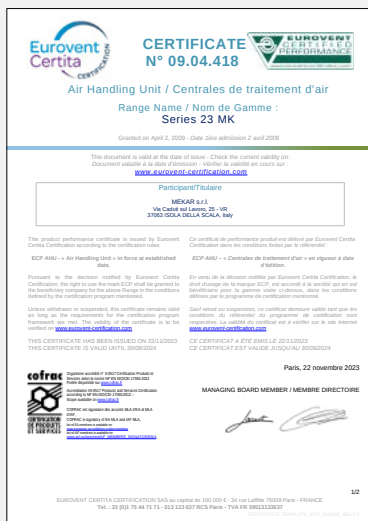 Eurovent
Certita
CERTIFICATION
CERTIFICATE
N° 09.04.418
EUROVENT
CERTIFIED
PERFORMANCE
Air Handling Unit / Centrales de traitement d'air
Range Name / Nom de Gamme :
Series 23 MK
Granted on April 2, 2009 - Date 1ère admission 2 avril 2009
This document is valid at the date of issue - Check the current validity on:
Document valable à la date d'émission - Vérifier la validité en cours sur :
www.eurovent-certification.com
Participant/Titulaire
MEKAR s.r.l.
Via Caduti sul Lavoro, 25 - VR
37063 ISOLA DELLA SCALA, Italy
This product performance certificate is issued by Eurovent
Certita Certification according to the certification rules:
ECP AHU - « Air Handling Unit » in force at established
date.
Pursuant to the decision notified by Eurovent Certita
Certification, the right to use the mark ECP shall be granted to
the beneficiary company for the above Range in the conditions
defined by the certification program mentioned.
Unless withdrawn or suspended, this certificate remains valid
as long as the requirements for the certification program
framework are met. The validity of the certificate is to be
verified on www.eurovent-certification.com
THIS CERTIFICATE HAS BEEN ISSUED ON 22/11/2023
THIS CERTIFICATE IS VALID UNTIL 30/09/2024
Ce certificat de performance produit est délivré par Eurovent Certita
Certification dans les conditions fixées par le référentiel :
ECP AHU - « Centrales de traitement d'air » en vigueur à date
d'édition.
En vertu de la décision notifiée par Eurovent Certita Certification, le
droit d'usage de la marque ECP, est accordé à la société qui en est
bénéficiaire pour la gamme visée ci-dessus, dans les conditions
définies par le programme de certification mentionné.
Sauf retrait ou suspension, ce certificat demeure valide tant que les
conditions du référentiel du programme de certification sont
respectées. La validité du certificat est à vérifier sur le site Internet
www.eurovent-certification.com
CE CERTIFICAT A ÉTÉ EMIS LE 22/11/2023
CE CERTIFICAT EST VALIDE JUSQU'AU 30/09/2024
Paris, 22 novembre 2023
cofrac
CERTIFICATION
DE PRODUITS
ET SERVICES
MANAGING BOARD MEMBER / MEMBRE DIRECTOIRE
1/2
EUROVENT CERTITA CERTIFICATION SAS au capital de 100 000 € - 34 rue Laffitte 75009 Paris - FRANCE
Tel. : 33 (0)1 75 44 71 71 - 513 133 637 RCS Paris - TVA FR 59513133637